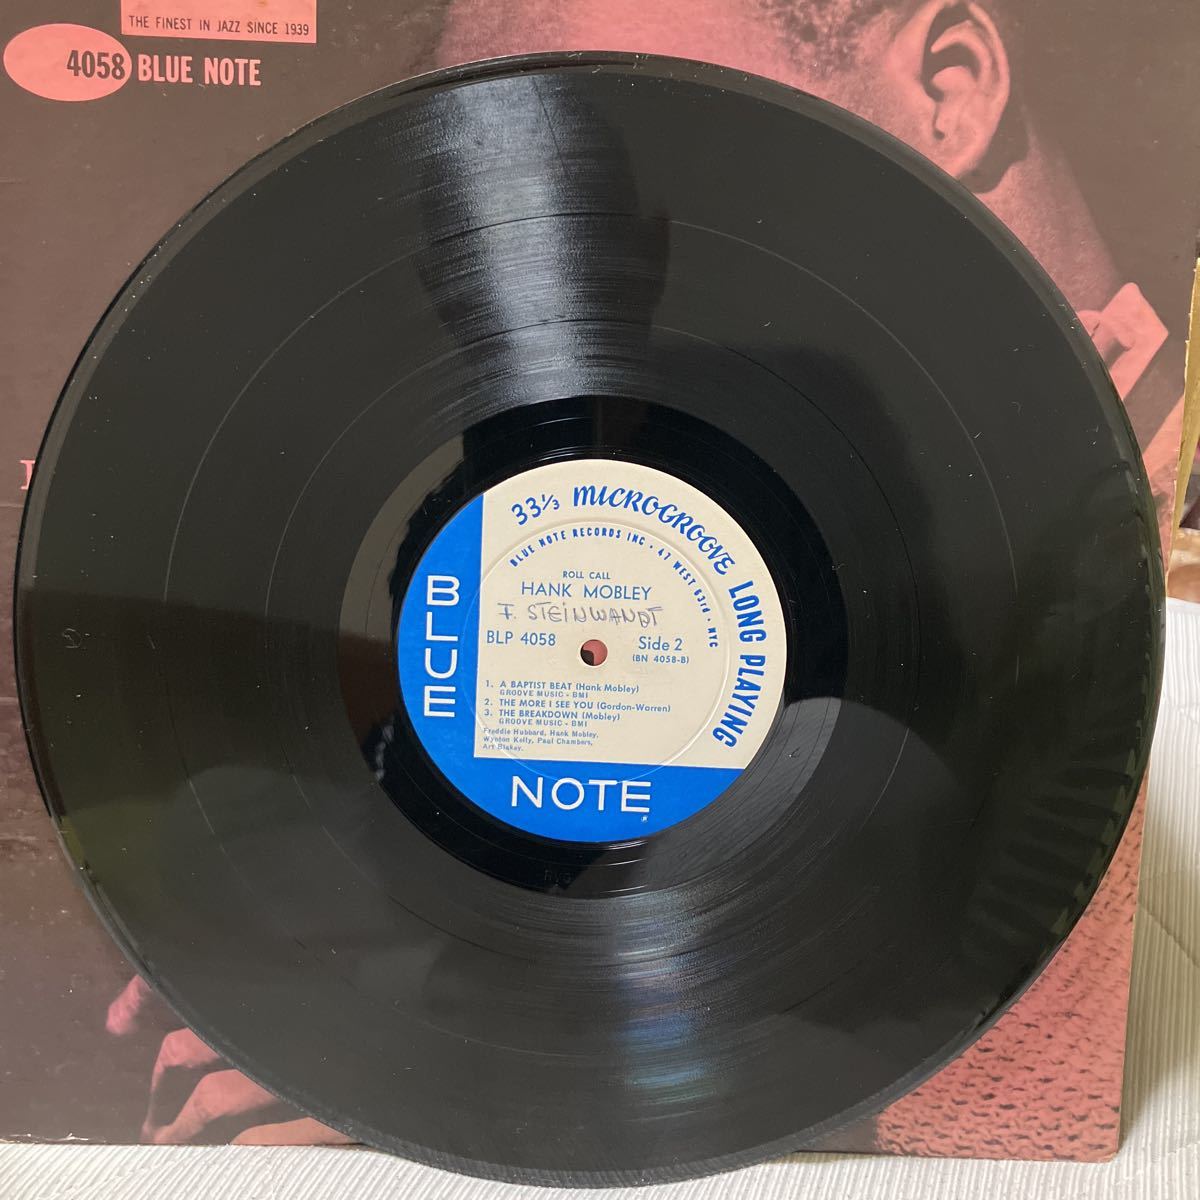 THE FINEST IN JAZZ SINCE 1939
4058 BLUE NOTE
33⅓ MICROGROOVE LONG PLAYING
BLUE NOTE RECORDS INC · 47 WEST 63rd · NYC
BLUE
NOTE
®
ROLL CALL
HANK MOBLEY
F. STEiNWANDT
BLP 4058 Side 2
(BN 4058-B)
1. A BAPTIST BEAT (Hank Mobley)
GROOVE MUSIC - BMI
2. THE MORE I SEE YOU (Gordon-Warren)
3. THE BREAKDOWN (Mobley)
GROOVE MUSIC - BMI
Freddie Hubbard, Hank Mobley,
Wynton Kelly, Paul Chambers,
Art Blakey.
RVG